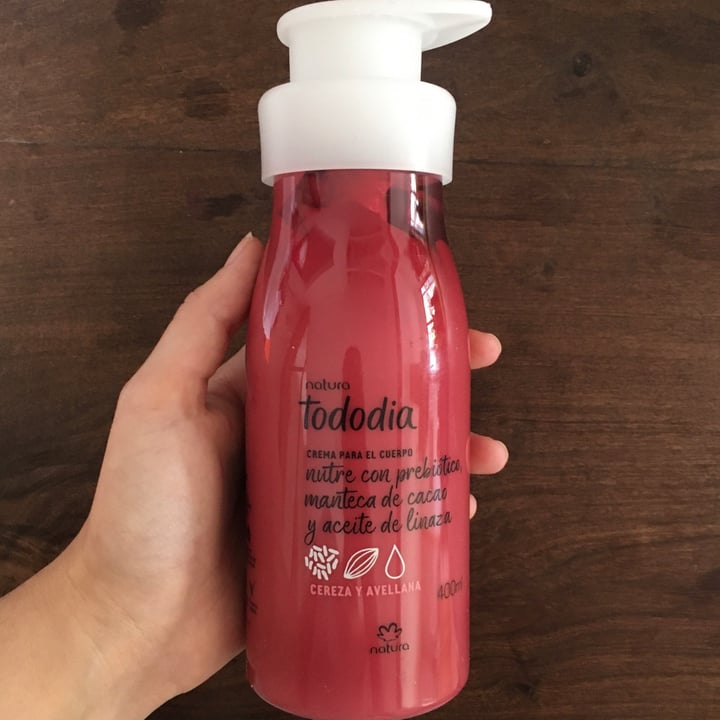 natura
tododia
CREMA PARA EL CUERPO
nutre con prebiótico,
manteca de cacao
y aceite de linaza
CEREZA Y AVELLANA
400ml
natura